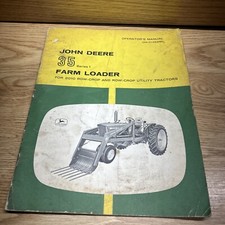 OPERATOR'S MANUAL
JOHN DEERE
35
Series 1
FARM LOADER
FOR 2010 ROW-CROP AND ROW-CROP UTILITY TRACTORS